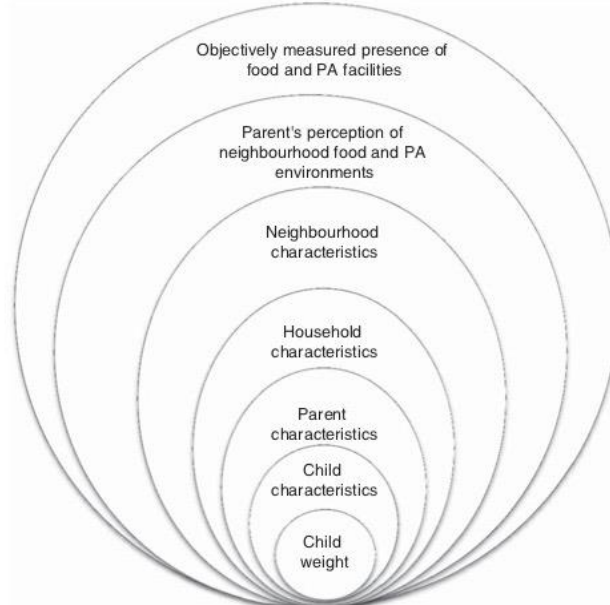 Objectively measured presence of
food and PA facilities
Parent's perception of
neighbourhood food and PA
environments
Neighbourhood
characteristics
Household
characteristics
Parent
characteristics
Child
characteristics
Child
weight